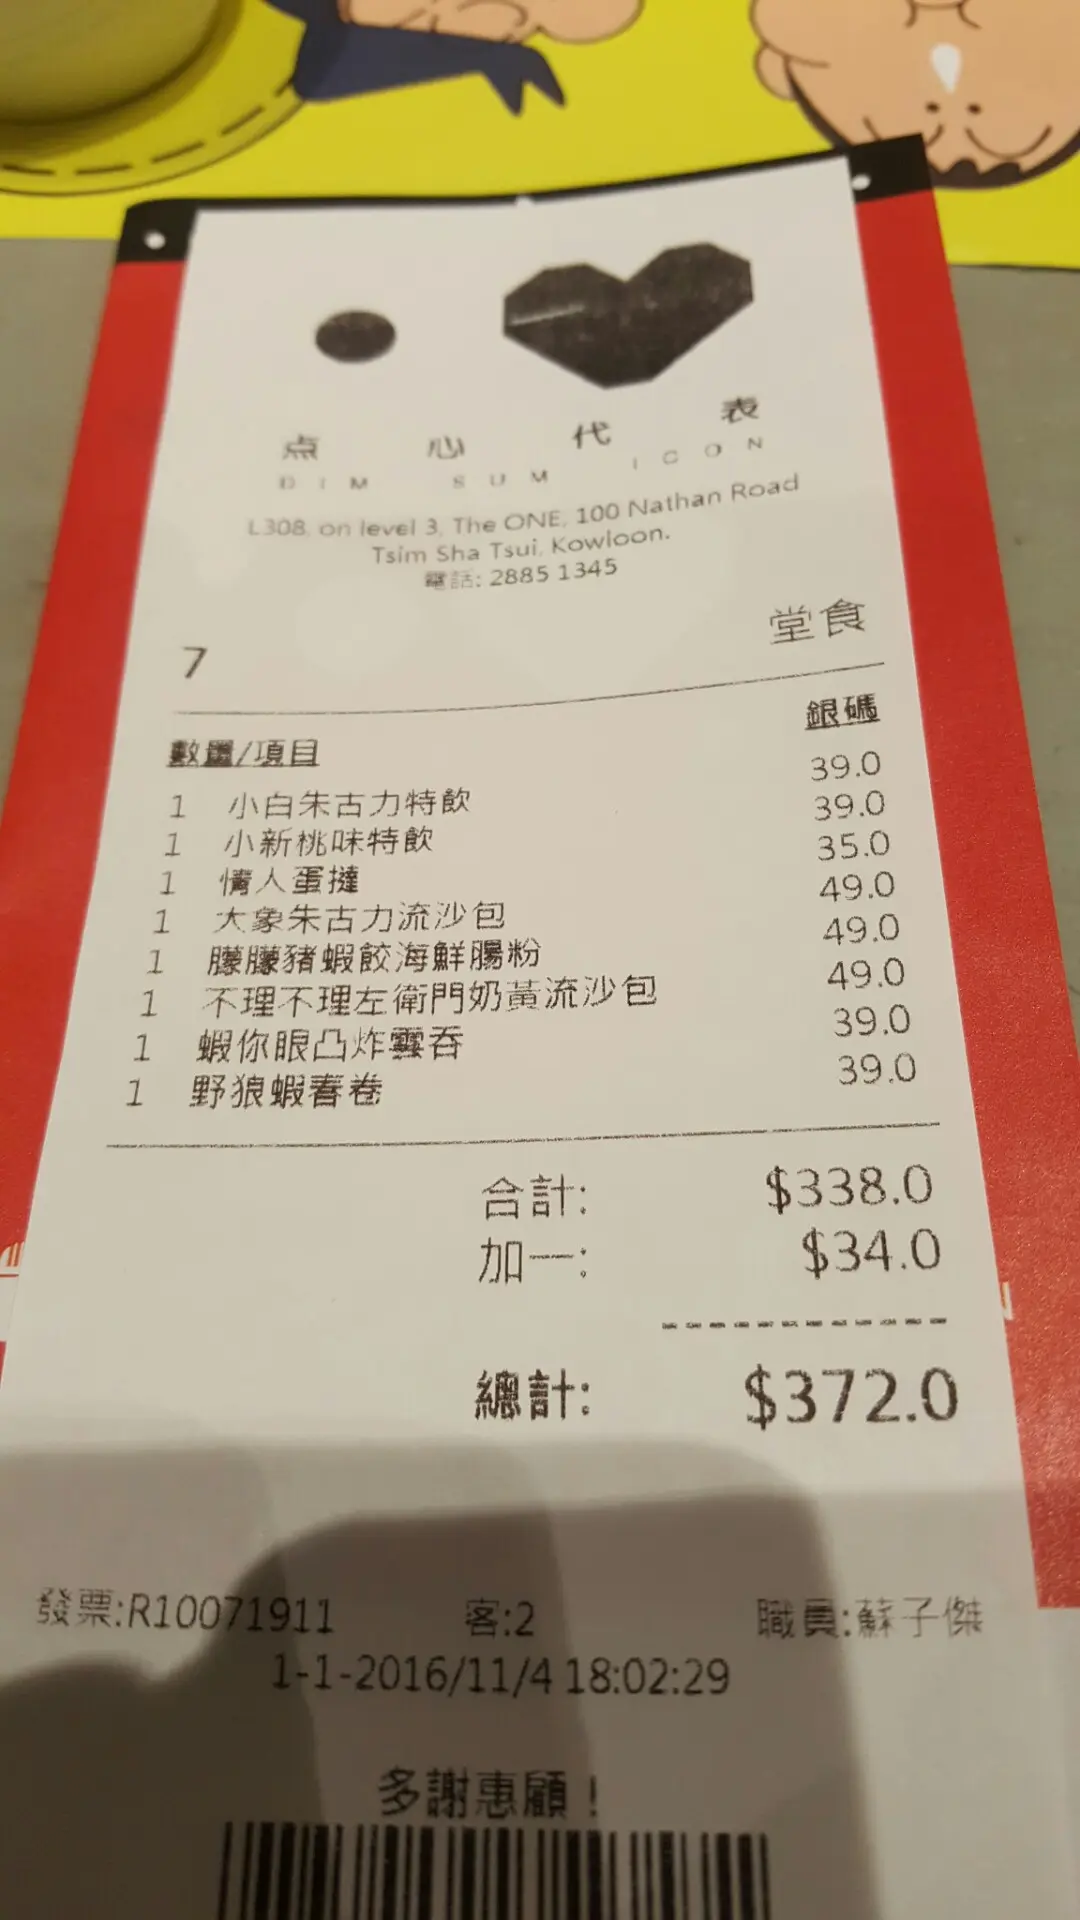 点心代表
DIM SUM ICON
L308, on level 3, The ONE, 100 Nathan Road
Tsim Sha Tsui, Kowloon.
電話: 2885 1345
7 堂食
數量/項目 銀碼
1 小白朱古力特飲 39.0
1 小新桃味特飲 39.0
1 情人蛋撻 35.0
1 大象朱古力流沙包 49.0
1 朦朦豬蝦餃海鮮腸粉 49.0
1 不理不理左衛門奶黃流沙包 49.0
1 蝦你眼凸炸雲吞 39.0
1 野狼蝦春卷 39.0
合計: $338.0
加一: $34.0
------------
總計: $372.0
發票:R10071911 客:2 職員:蘇子傑
1-1-2016/11/4 18:02:29
多謝惠顧！